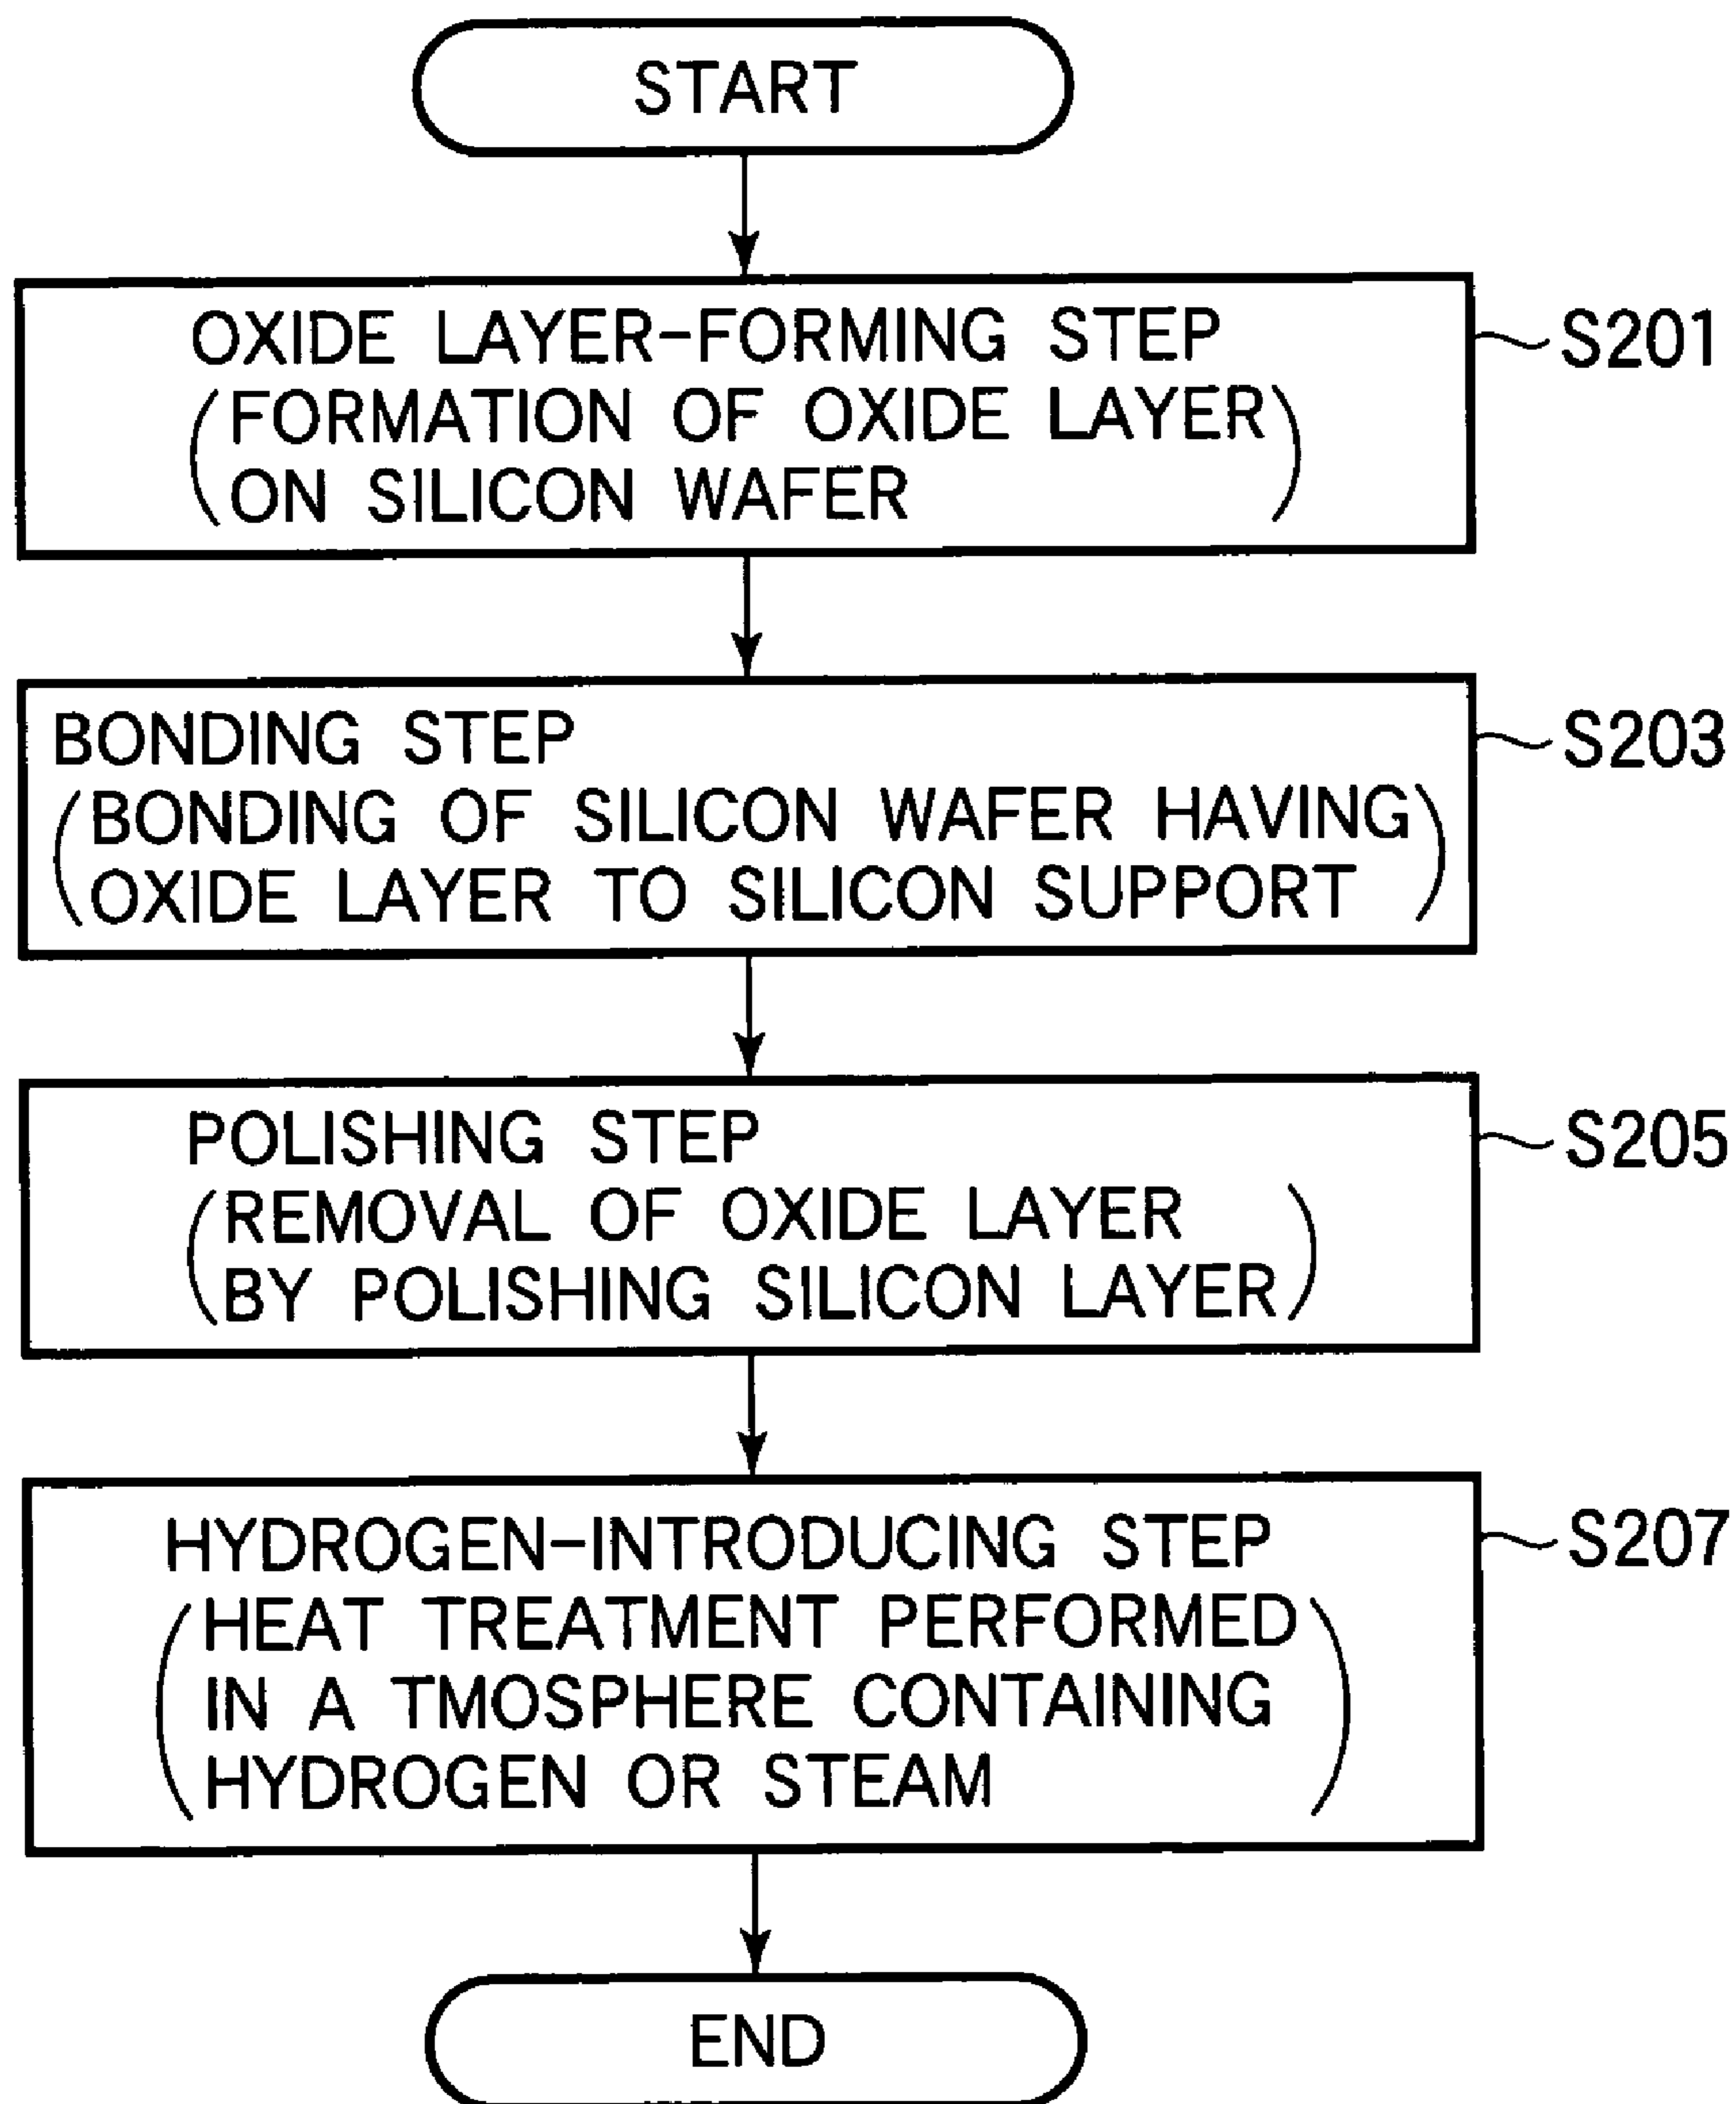 START
OXIDE LAYER-FORMING STEP
S201
(FORMATION OF OXIDE LAYER
ON SILICON WAFER)
BONDING STEP
S203
(BONDING OF SILICON WAFER HAVING
OXIDE LAYER TO SILICON SUPPORT)
POLISHING STEP
S205
(REMOVAL OF OXIDE LAYER
BY POLISHING SILICON LAYER)
HYDROGEN-INTRODUCING STEP
S207
(HEAT TREATMENT PERFORMED
IN A TMOSPHERE CONTAINING
HYDROGEN OR STEAM)
END